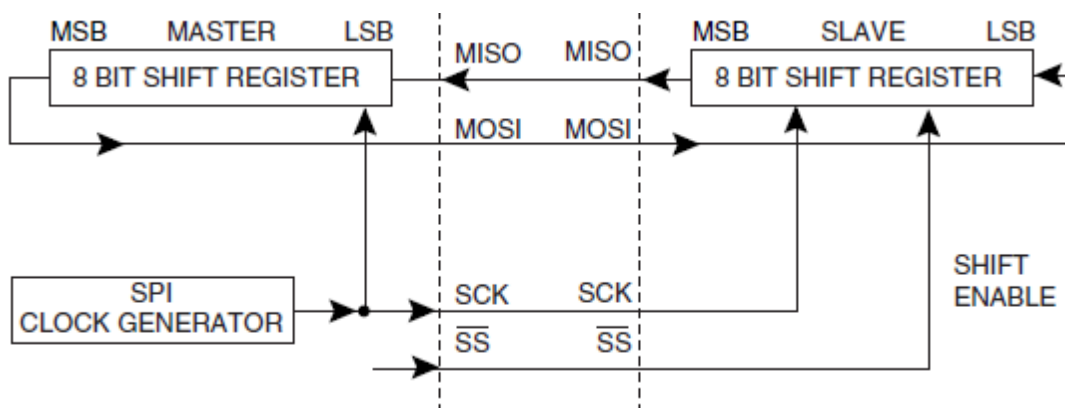 MSB MASTER LSB
MISO MISO
MSB SLAVE LSB
8 BIT SHIFT REGISTER
8 BIT SHIFT REGISTER
MOSI MOSI
SPI
CLOCK GENERATOR
SCK SCK
SHIFT
ENABLE
SS SS